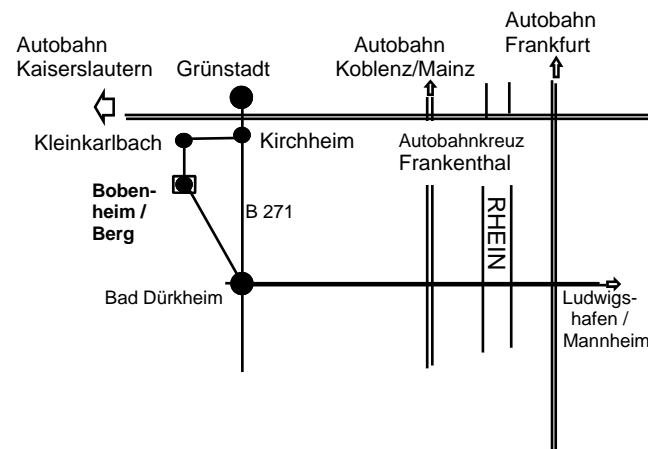 Autobahn
Frankfurt
Autobahn
Kaiserslautern
Grünstadt
Autobahn
Koblenz/Mainz
Kleinkarlbach
Kirchheim
Autobahnkreuz
Frankenthal
Boben-
heim /
Berg
B 271
RHEIN
Bad Dürkheim
Ludwigs-
hafen /
Mannheim